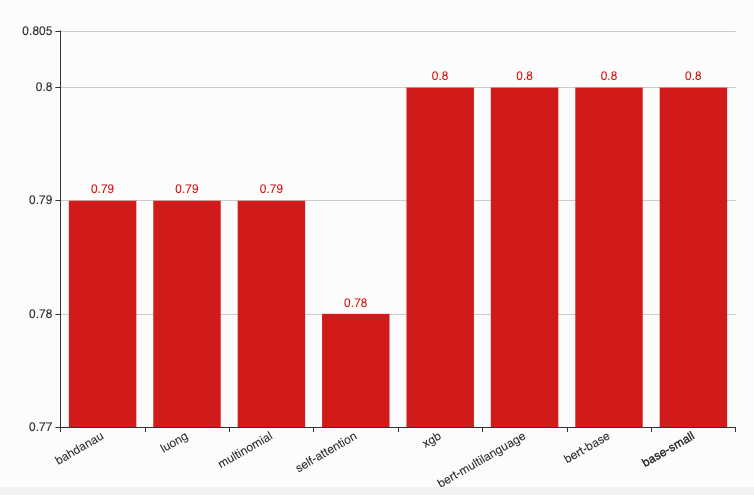 0.805
0.8
0.79
0.78
0.77
0.79
0.79
0.79
0.78
0.8
0.8
0.8
0.8
bahdanau
luong
multinomial
self-attention
xgb
bert-multilanguage
bert-base
base-small